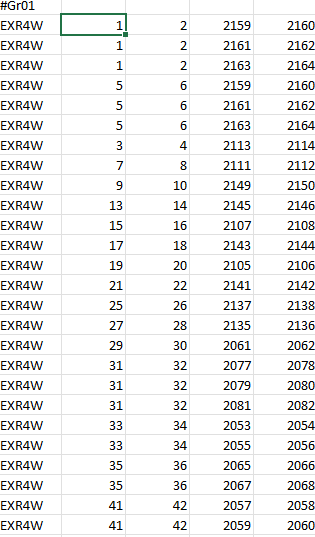 #Gr01
EXR4W 1 2 2159 2160
EXR4W 1 2 2161 2162
EXR4W 1 2 2163 2164
EXR4W 5 6 2159 2160
EXR4W 5 6 2161 2162
EXR4W 5 6 2163 2164
EXR4W 3 4 2113 2114
EXR4W 7 8 2111 2112
EXR4W 9 10 2149 2150
EXR4W 13 14 2145 2146
EXR4W 15 16 2107 2108
EXR4W 17 18 2143 2144
EXR4W 19 20 2105 2106
EXR4W 21 22 2141 2142
EXR4W 25 26 2137 2138
EXR4W 27 28 2135 2136
EXR4W 29 30 2061 2062
EXR4W 31 32 2077 2078
EXR4W 31 32 2079 2080
EXR4W 31 32 2081 2082
EXR4W 33 34 2053 2054
EXR4W 33 34 2055 2056
EXR4W 35 36 2065 2066
EXR4W 35 36 2067 2068
EXR4W 41 42 2057 2058
EXR4W 41 42 2059 2060